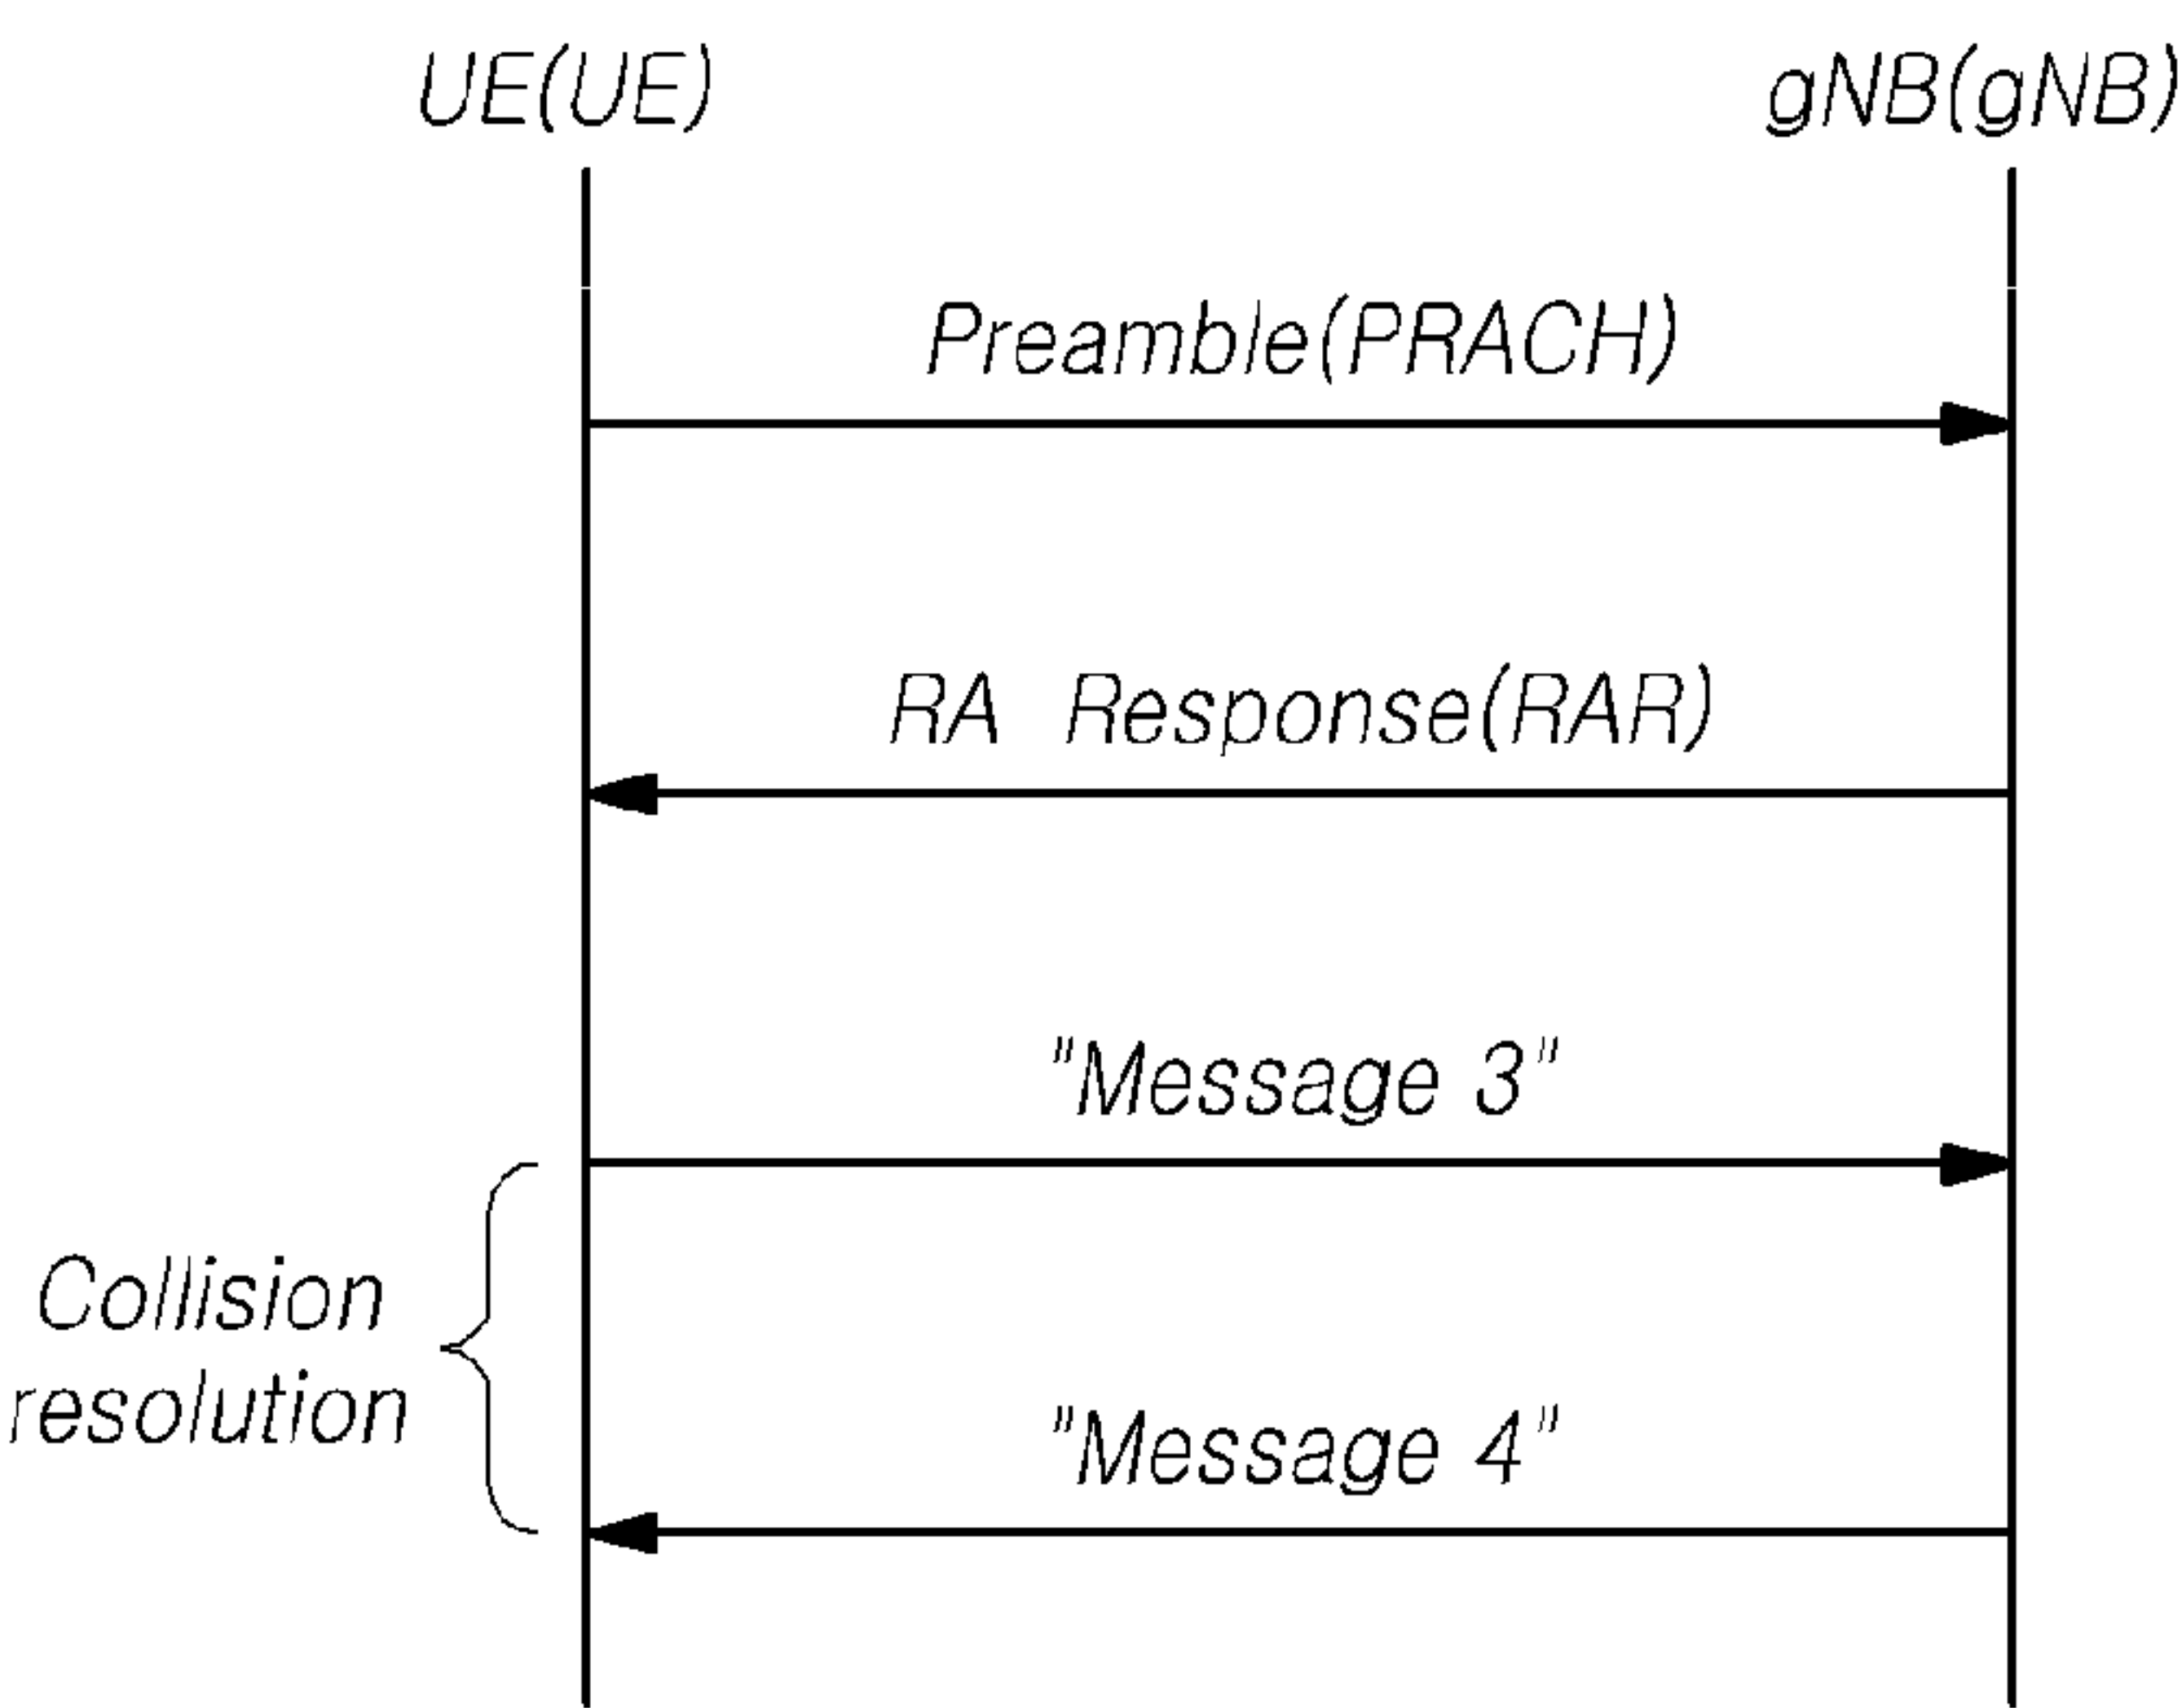 UE(UE)
gNB(gNB)
Preamble(PRACH)
RA Response(RAR)
"Message 3"
Collision
resolution
"Message 4"